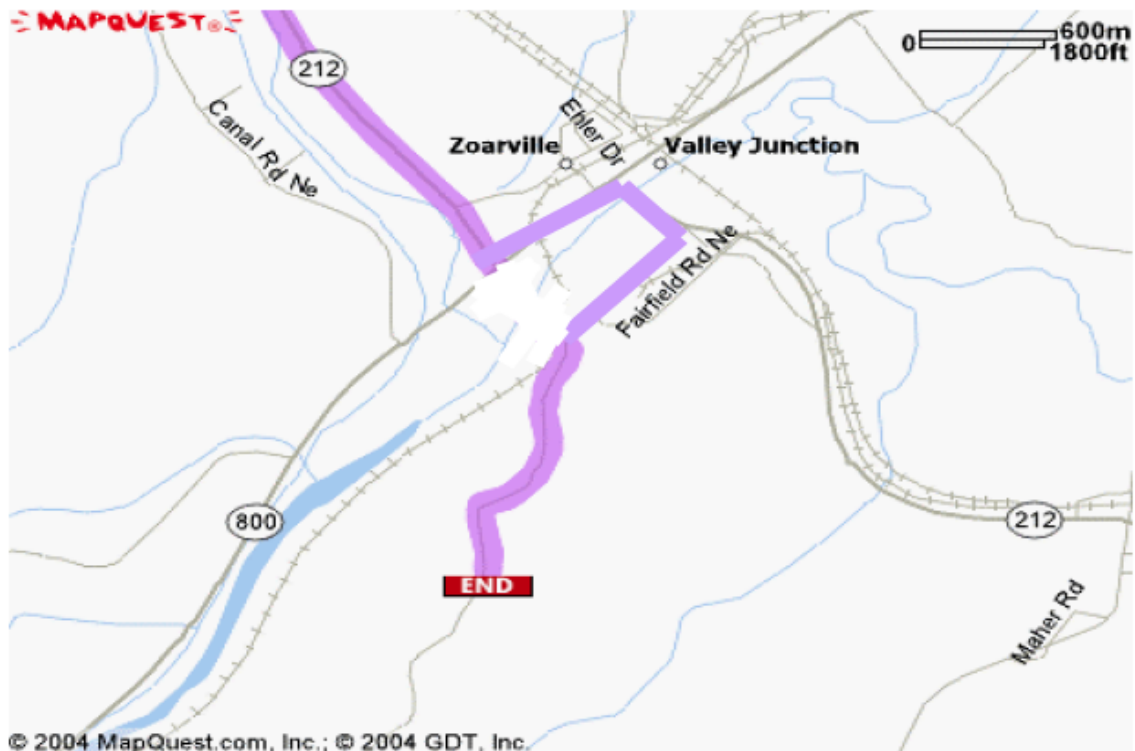 MAPQUEST®
0 600m
1800ft
212
Canal Rd Ne
Ehler Dr
Zoarville
Valley Junction
Fairfield Rd Ne
800
212
END
Maher Rd
© 2004 MapQuest.com, Inc.; © 2004 GDT, Inc.